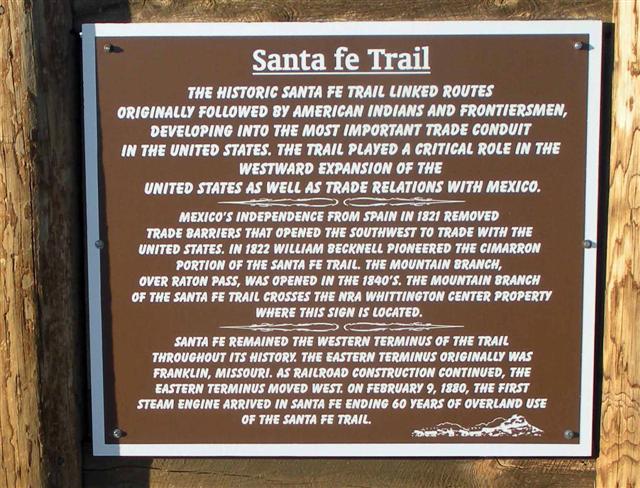 Santa fe Trail
THE HISTORIC SANTA FE TRAIL LINKED ROUTES
ORIGINALLY FOLLOWED BY AMERICAN INDIANS AND FRONTIERSMEN,
DEVELOPING INTO THE MOST IMPORTANT TRADE CONDUIT
IN THE UNITED STATES. THE TRAIL PLAYED A CRITICAL ROLE IN THE
WESTWARD EXPANSION OF THE
UNITED STATES AS WELL AS TRADE RELATIONS WITH MEXICO.
MEXICO'S INDEPENDENCE FROM SPAIN IN 1821 REMOVED
TRADE BARRIERS THAT OPENED THE SOUTHWEST TO TRADE WITH THE
UNITED STATES. IN 1822 WILLIAM BECKNELL PIONEERED THE CIMARRON
PORTION OF THE SANTA FE TRAIL. THE MOUNTAIN BRANCH,
OVER RATON PASS, WAS OPENED IN THE 1840'S. THE MOUNTAIN BRANCH
OF THE SANTA FE TRAIL CROSSES THE NRA WHITTINGTON CENTER PROPERTY
WHERE THIS SIGN IS LOCATED.
SANTA FE REMAINED THE WESTERN TERMINUS OF THE TRAIL
THROUGHOUT ITS HISTORY. THE EASTERN TERMINUS ORIGINALLY WAS
FRANKLIN, MISSOURI. AS RAILROAD CONSTRUCTION CONTINUED, THE
EASTERN TERMINUS MOVED WEST. ON FEBRUARY 9, 1880, THE FIRST
STEAM ENGINE ARRIVED IN SANTA FE ENDING 60 YEARS OF OVERLAND USE
OF THE SANTA FE TRAIL.